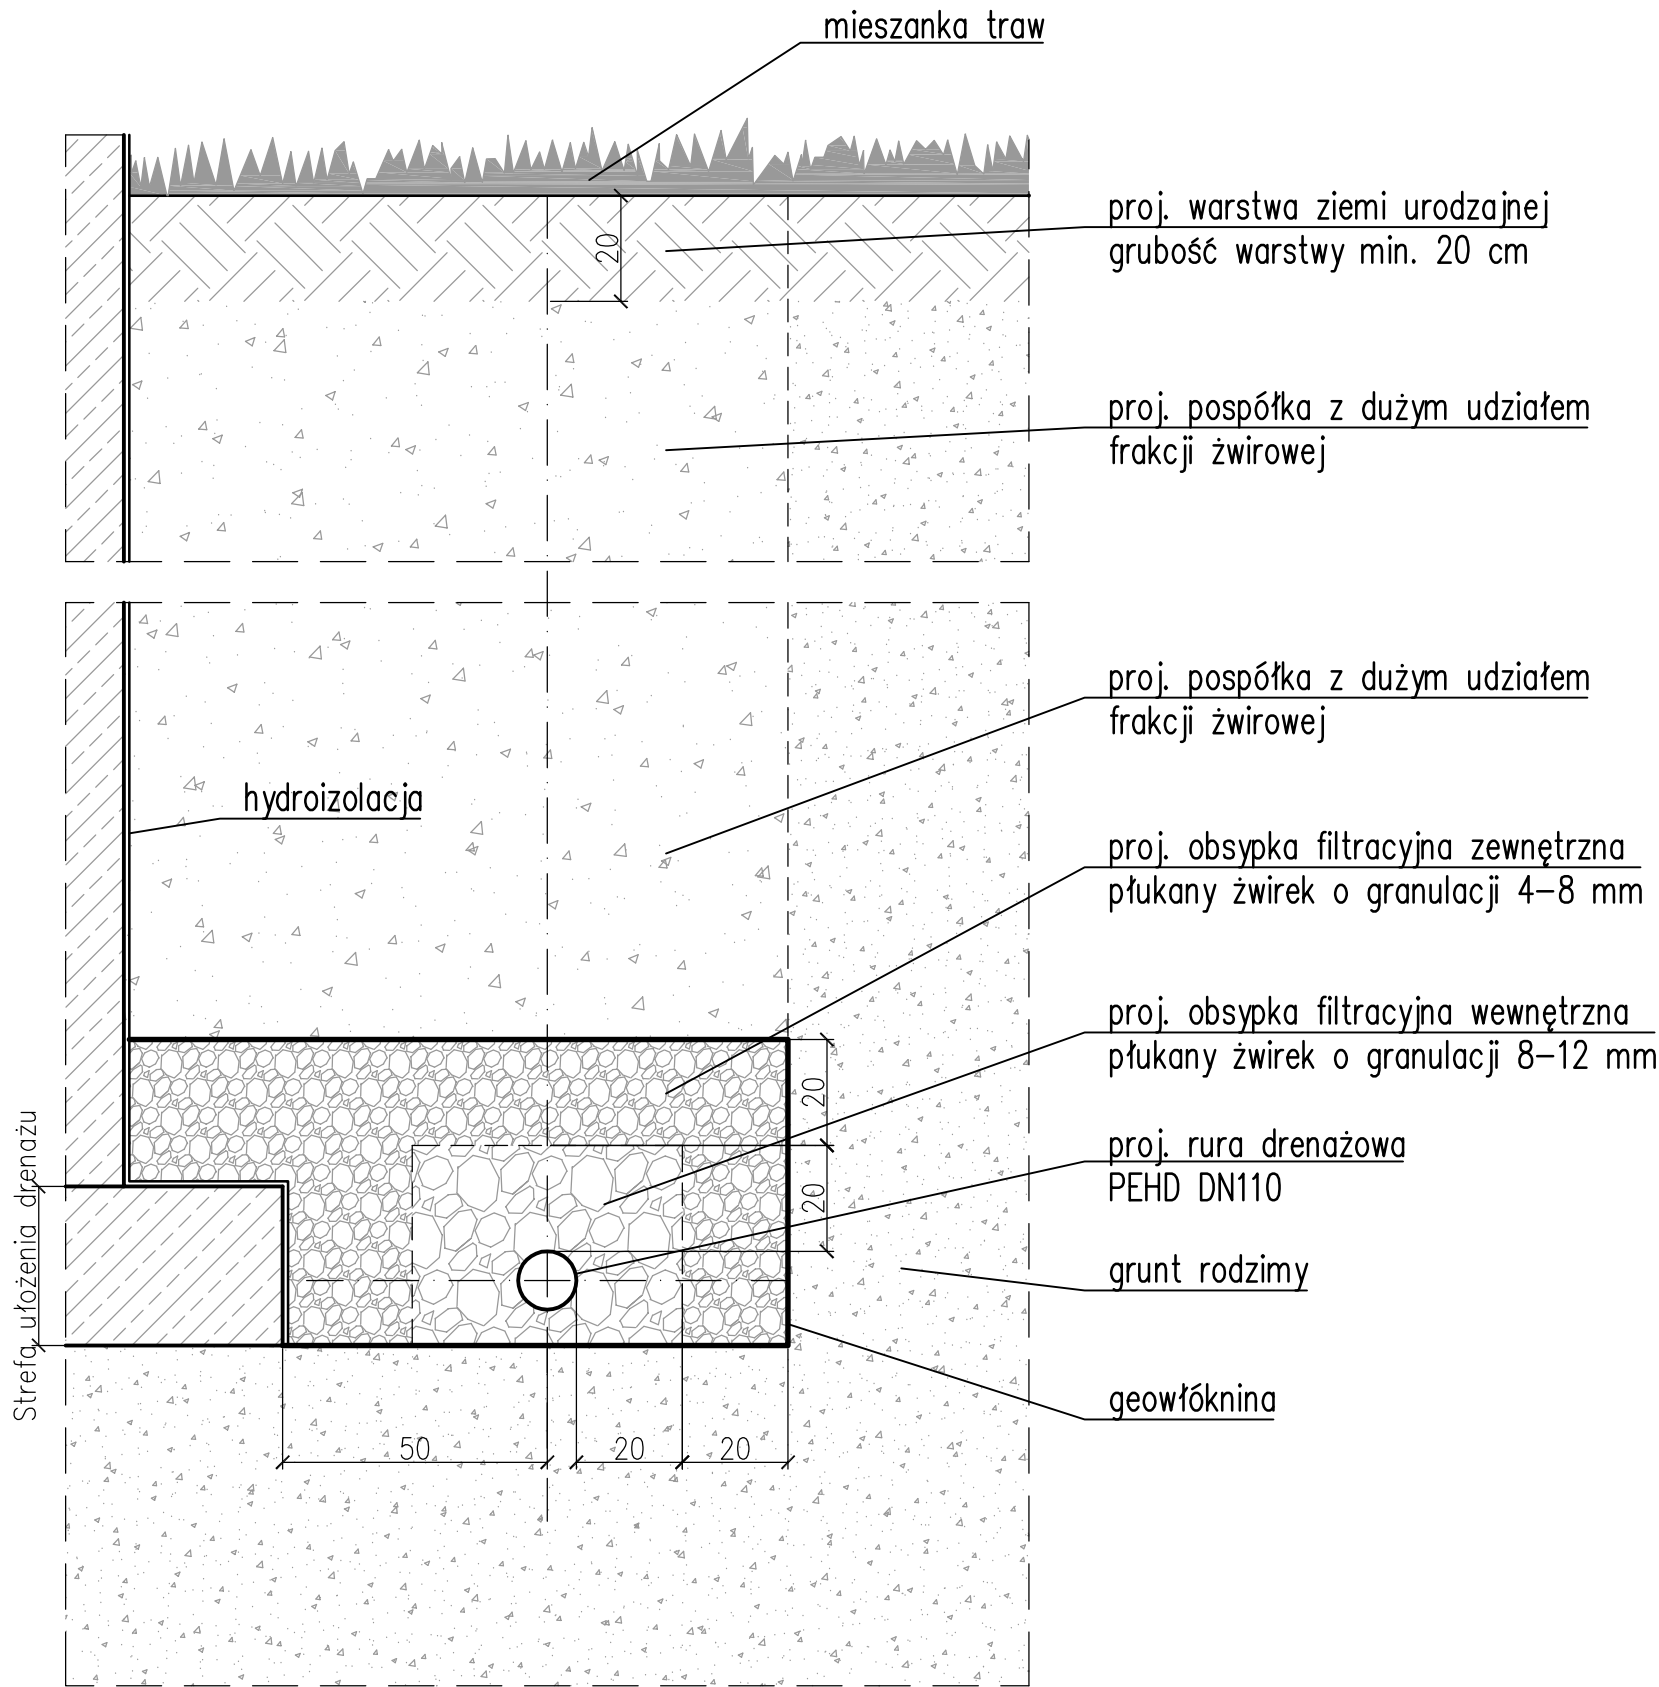 mieszanka traw
proj. warstwa ziemi urodzajnej
grubość warstwy min. 20 cm
20
proj. pospółka z dużym udziałem
frakcji żwirowej
proj. pospółka z dużym udziałem
frakcji żwirowej
hydroizolacja
proj. obsypka filtracyjna zewnętrzna
płukany żwirek o granulacji 4–8 mm
proj. obsypka filtracyjna wewnętrzna
płukany żwirek o granulacji 8–12 mm
20
proj. rura drenażowa
PEHD DN110
20
Strefa ułożenia drenażu
grunt rodzimy
geowłóknina
50
20
20